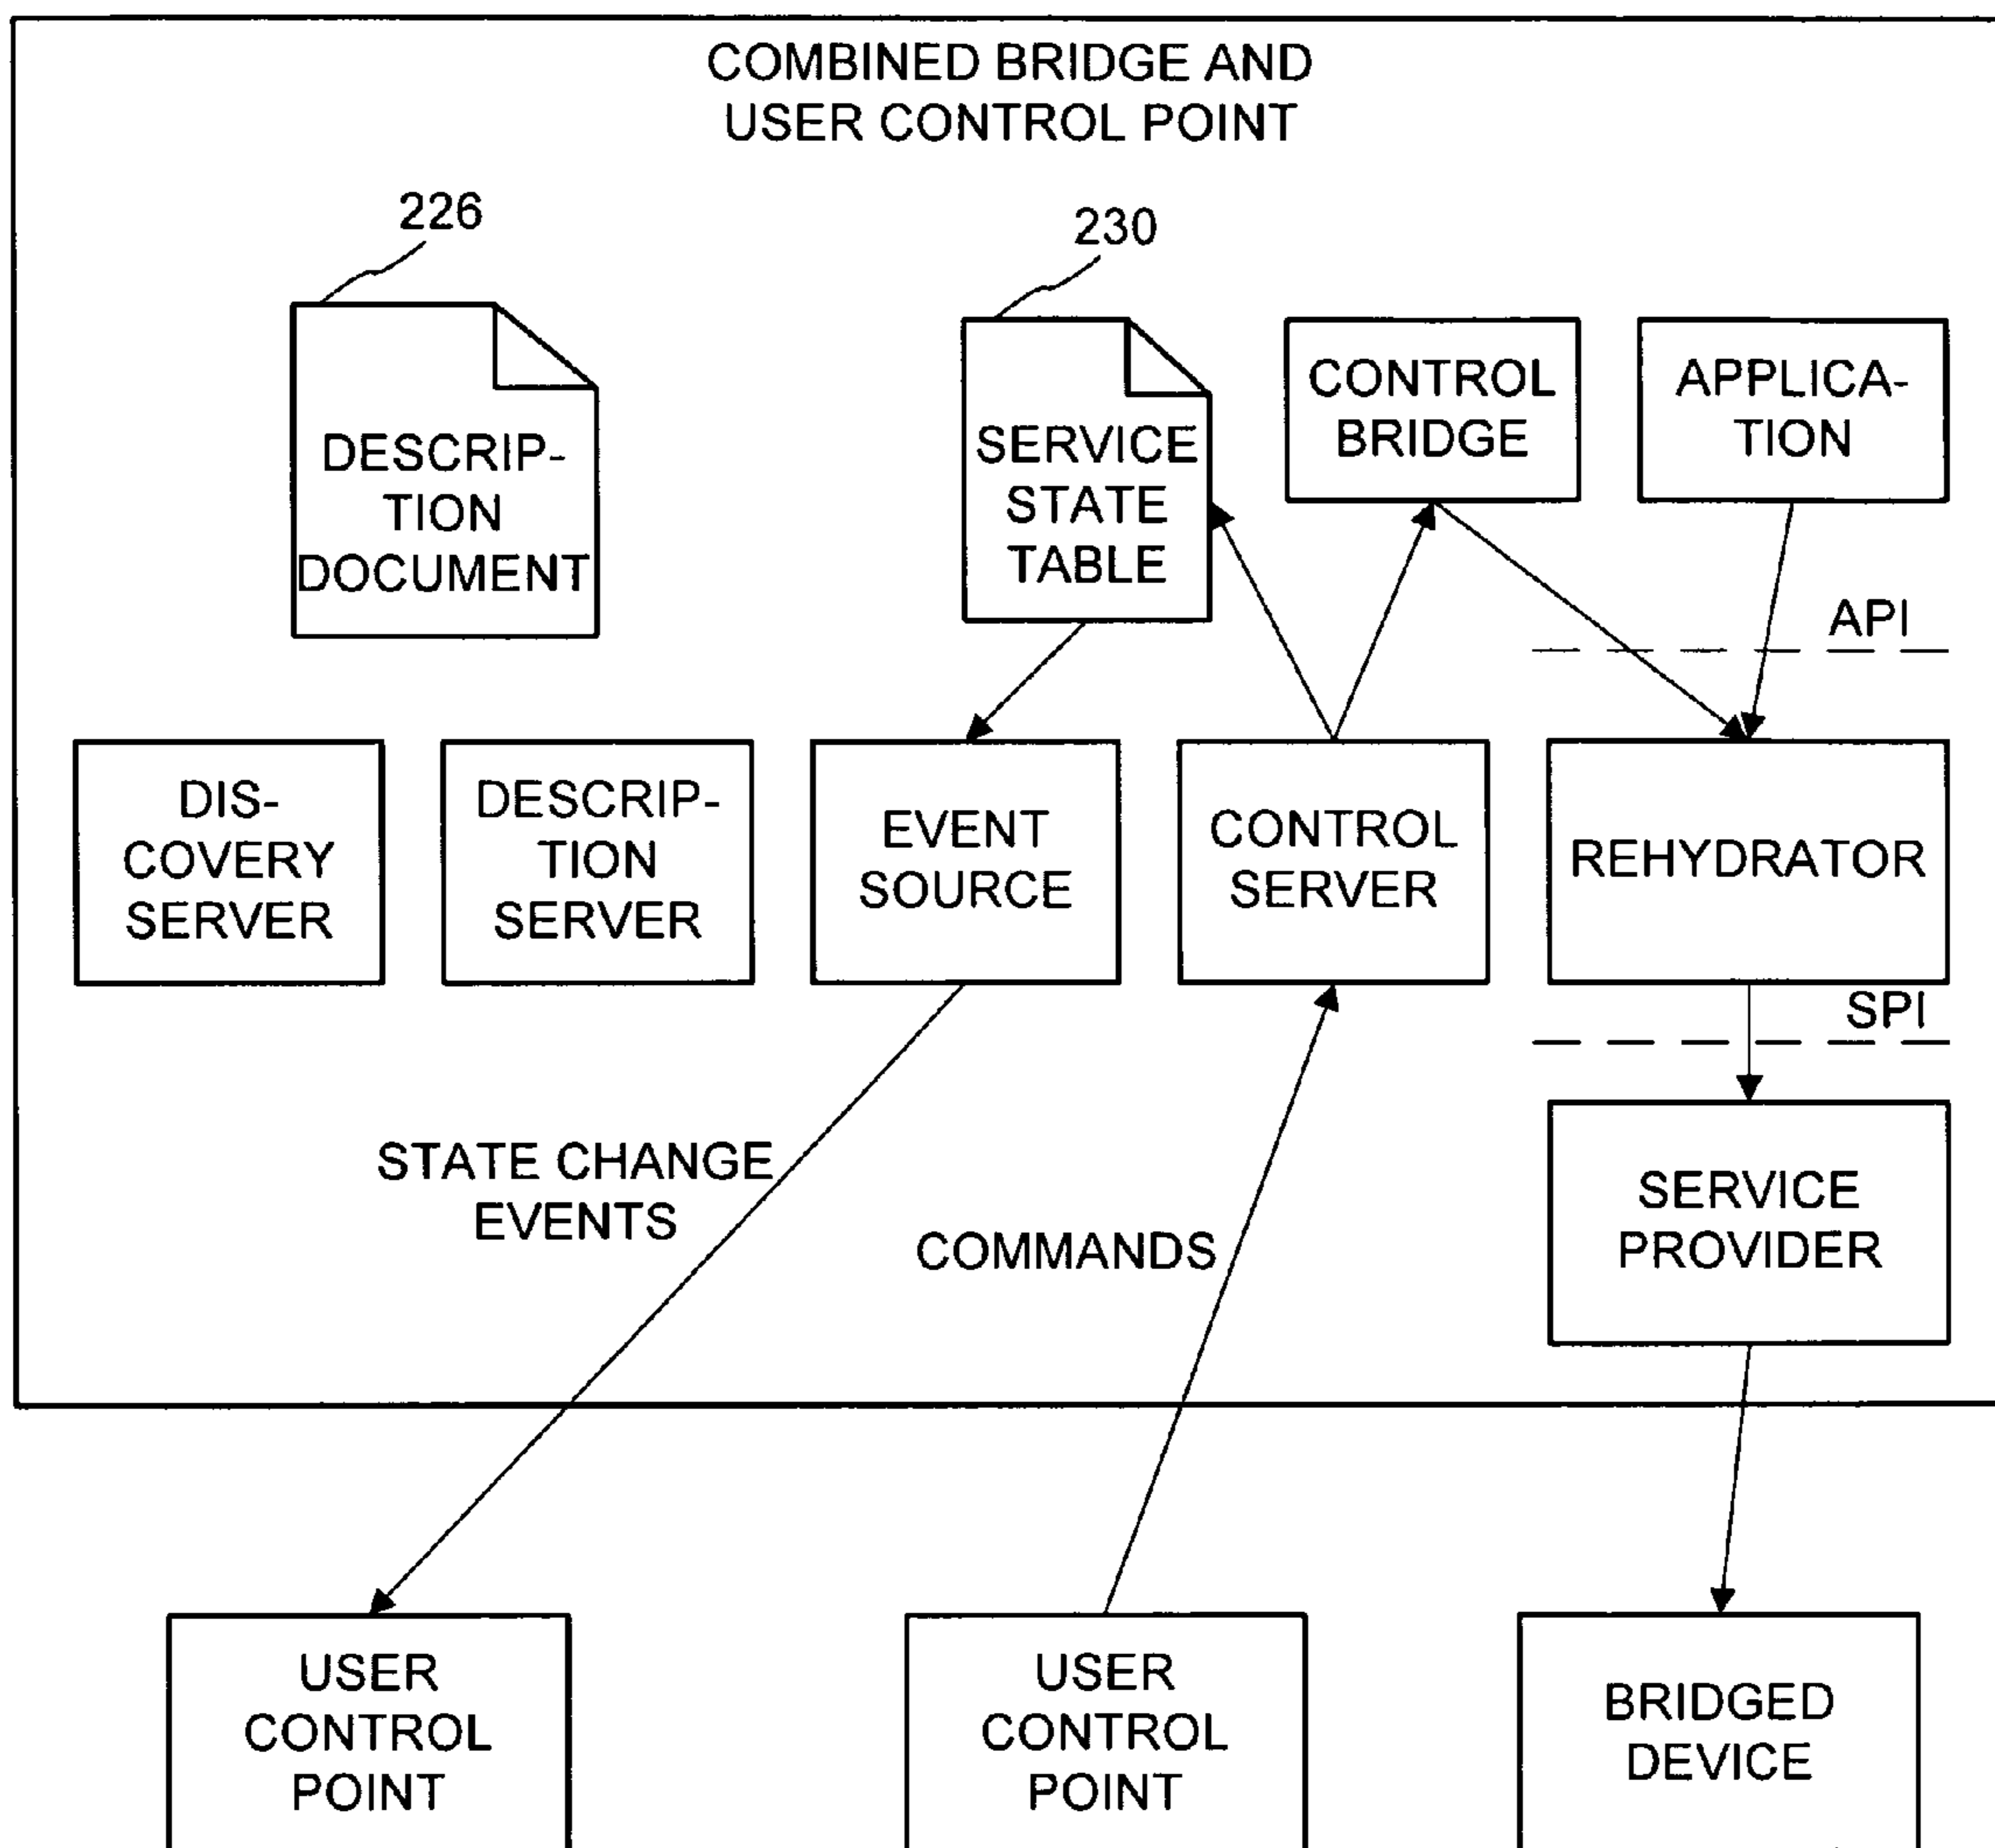 COMBINED BRIDGE AND
USER CONTROL POINT
226
230
DESCRIP-
TION
DOCUMENT
SERVICE
STATE
TABLE
CONTROL
BRIDGE
APPLICA-
TION
API
DIS-
COVERY
SERVER
DESCRIP-
TION
SERVER
EVENT
SOURCE
CONTROL
SERVER
REHYDRATOR
SPI
STATE CHANGE
EVENTS
COMMANDS
SERVICE
PROVIDER
USER
CONTROL
POINT
USER
CONTROL
POINT
BRIDGED
DEVICE